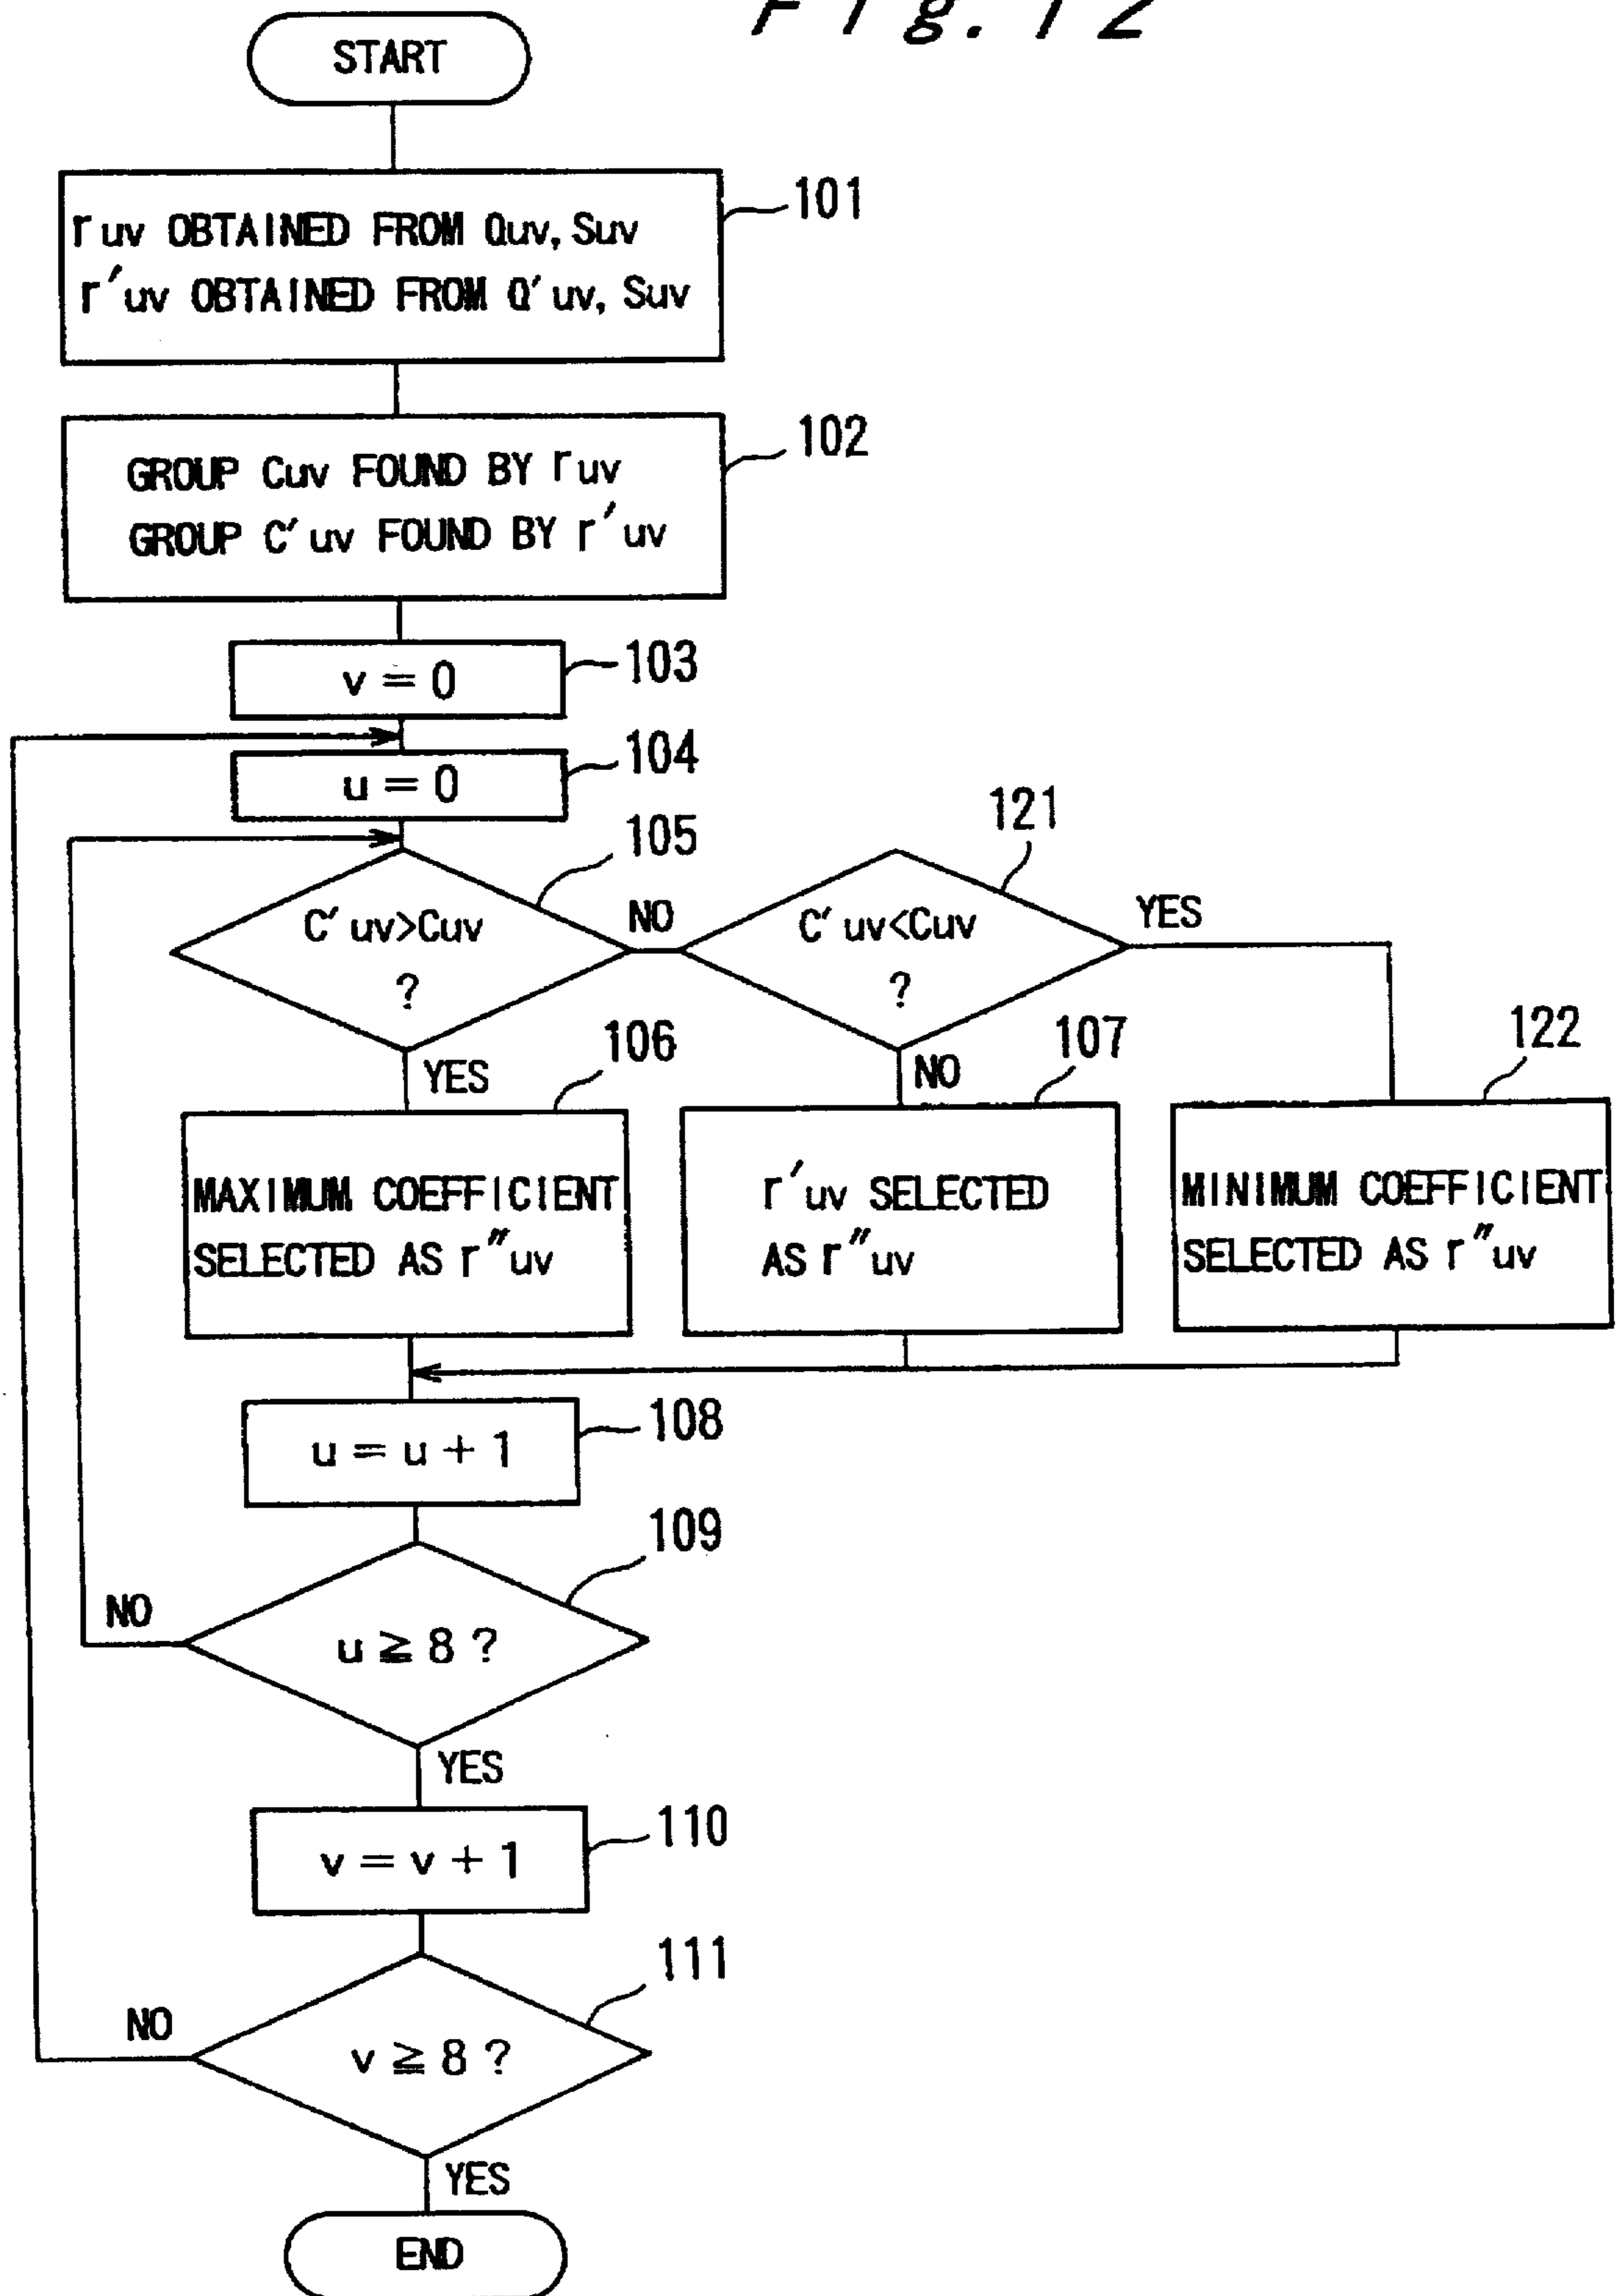 Fig. 12
START
ruv OBTAINED FROM Quv, Suv
r′uv OBTAINED FROM Q′uv, Suv
101
GROUP Cuv FOUND BY ruv
GROUP C′uv FOUND BY r′uv
102
v = 0
103
u = 0
104
105
C′uv>Cuv
?
NO
121
C′uv<Cuv
?
YES
YES
106
NO
107
122
MAXIMUM COEFFICIENT
SELECTED AS r″uv
r′uv SELECTED
AS r″uv
MINIMUM COEFFICIENT
SELECTED AS r″uv
u = u + 1
108
109
NO
u ≧ 8 ?
YES
v = v + 1
110
111
NO
v ≧ 8 ?
YES
END